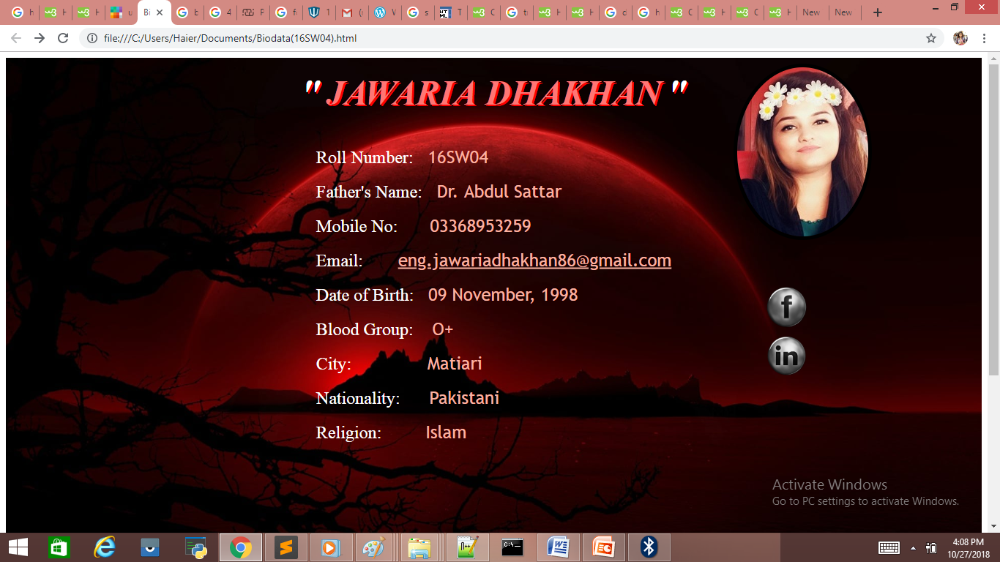 h
H
H
u
Bi
b
4
P
f
1
(
W
s
T
C
t
H
H
d
h
C
H
C
H
New
New
file:///C:/Users/Haier/Documents/Biodata(16SW04).html
" JAWARIA DHAKHAN "
Roll Number: 16SW04
Father's Name: Dr. Abdul Sattar
Mobile No: 03368953259
Email: eng.jawariadhakhan86@gmail.com
Date of Birth: 09 November, 1998
Blood Group: O+
City: Matiari
Nationality: Pakistani
Religion: Islam
f
in
Activate Windows
Go to PC settings to activate Windows.
4:08 PM
10/27/2018